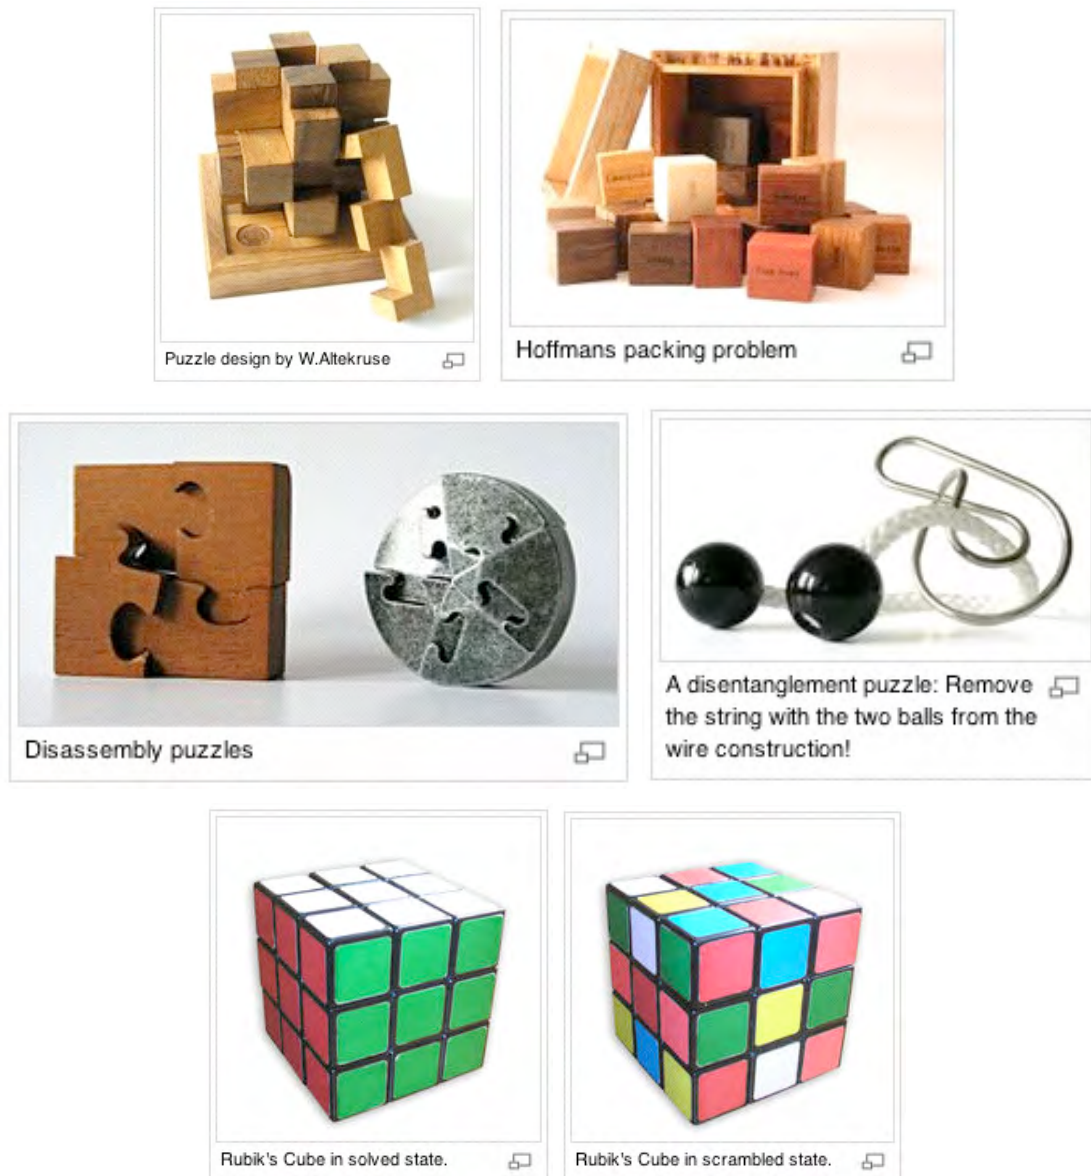 Puzzle design by W.Altekruse
Hoffmans packing problem
Disassembly puzzles
A disentanglement puzzle: Remove
the string with the two balls from the
wire construction!
Rubik's Cube in solved state.
Rubik's Cube in scrambled state.